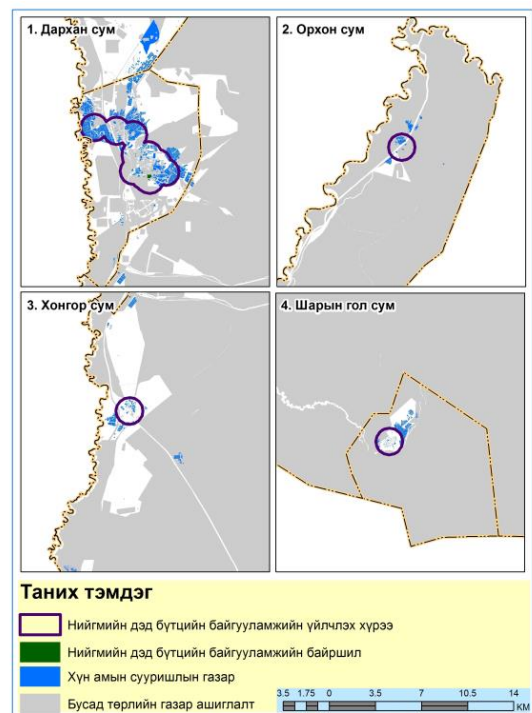 1. Дархан сум
2. Орхон сум
3. Хонгор сум
4. Шарын гол сум
Таних тэмдэг
Нийгмийн дэд бүтцийн байгууламжийн үйлчлэх хүрээ
Нийгмийн дэд бүтцийн байгууламжийн байршил
Хүн амын сууришлын газар
Бусад төрлийн газар ашиглалт
3.5 1.75 0 3.5 7 10.5 14
КМ